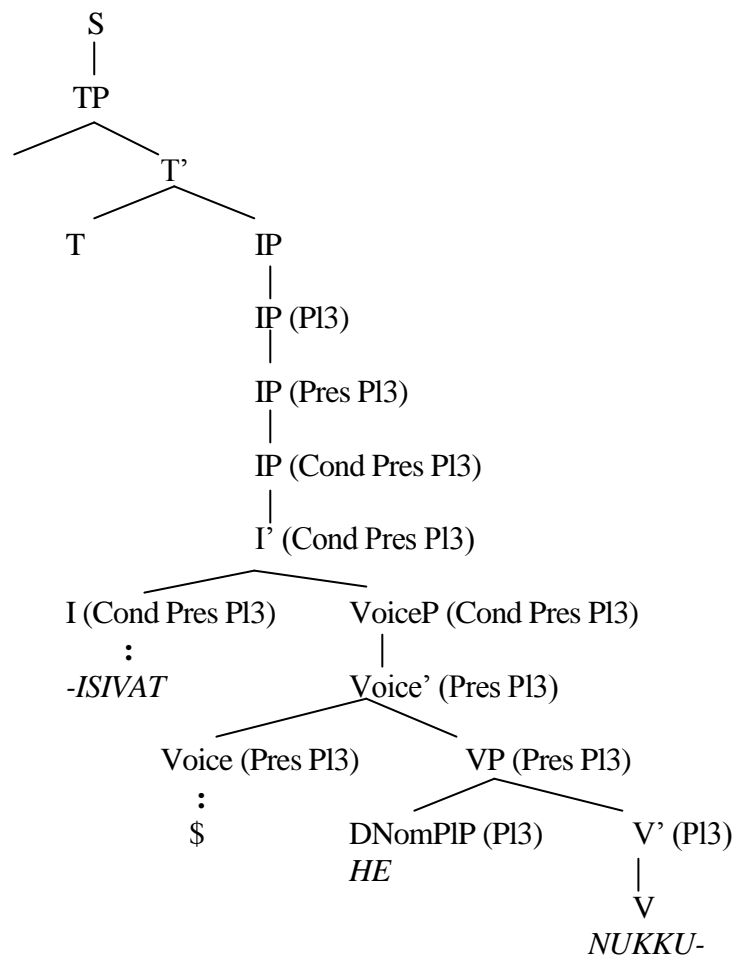 S
TP
T’
T IP
IP (Pl3)
IP (Pres Pl3)
IP (Cond Pres Pl3)
I’ (Cond Pres Pl3)
I (Cond Pres Pl3) VoiceP (Cond Pres Pl3)
: 
-ISIVAT Voice’ (Pres Pl3)
Voice (Pres Pl3) VP (Pres Pl3)
:
$ DNomPlP (Pl3) V’ (Pl3)
HE
V
NUKKU-